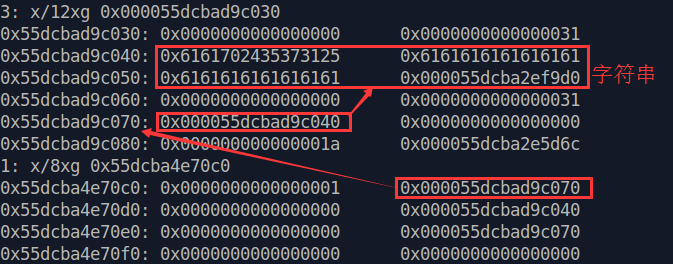 3: x/12xg 0x000055dcbad9c030
0x55dcbad9c030: 0x0000000000000000 0x0000000000000031
0x55dcbad9c040: 0x6161702435373125 0x6161616161616161
0x55dcbad9c050: 0x6161616161616161 0x000055dcba2ef9d0
字符串
0x55dcbad9c060: 0x0000000000000000 0x0000000000000031
0x55dcbad9c070: 0x000055dcbad9c040 0x0000000000000000
0x55dcbad9c080: 0x000000000000001a 0x000055dcba2e5d6c
1: x/8xg 0x55dcba4e70c0
0x55dcba4e70c0: 0x0000000000000001 0x000055dcbad9c070
0x55dcba4e70d0: 0x0000000000000000 0x000055dcbad9c040
0x55dcba4e70e0: 0x0000000000000000 0x000055dcbad9c070
0x55dcba4e70f0: 0x0000000000000000 0x0000000000000000